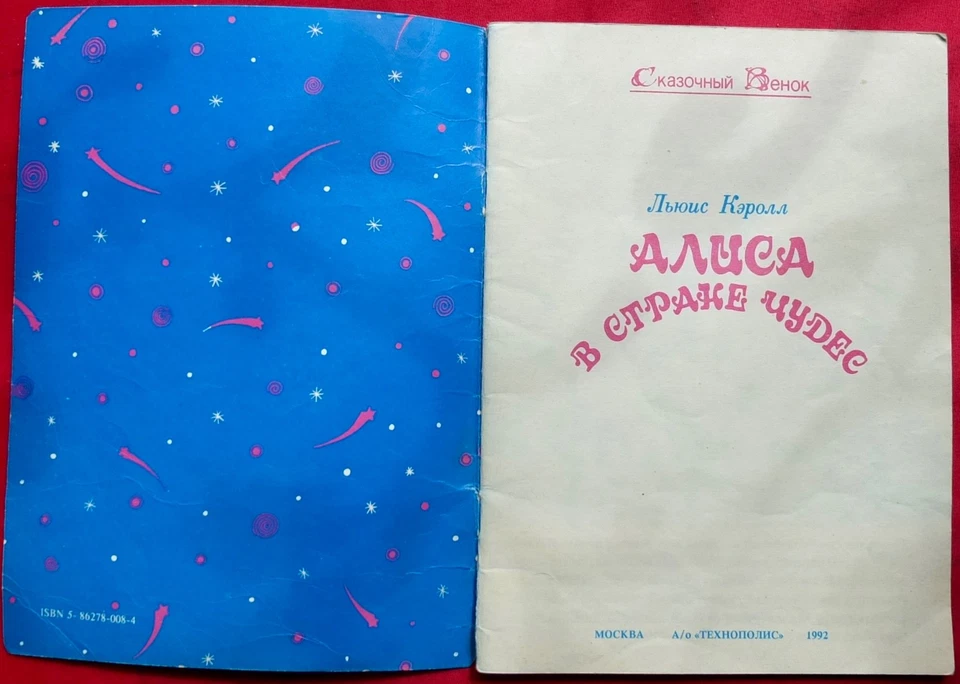 ISBN 5- 86278-008-4
Сказочный Венок
Льюис Кэролл
АЛИСА
В СТРАНЕ ЧУДЕС
МОСКВА А/о «ТЕХНОПОЛИС» 1992